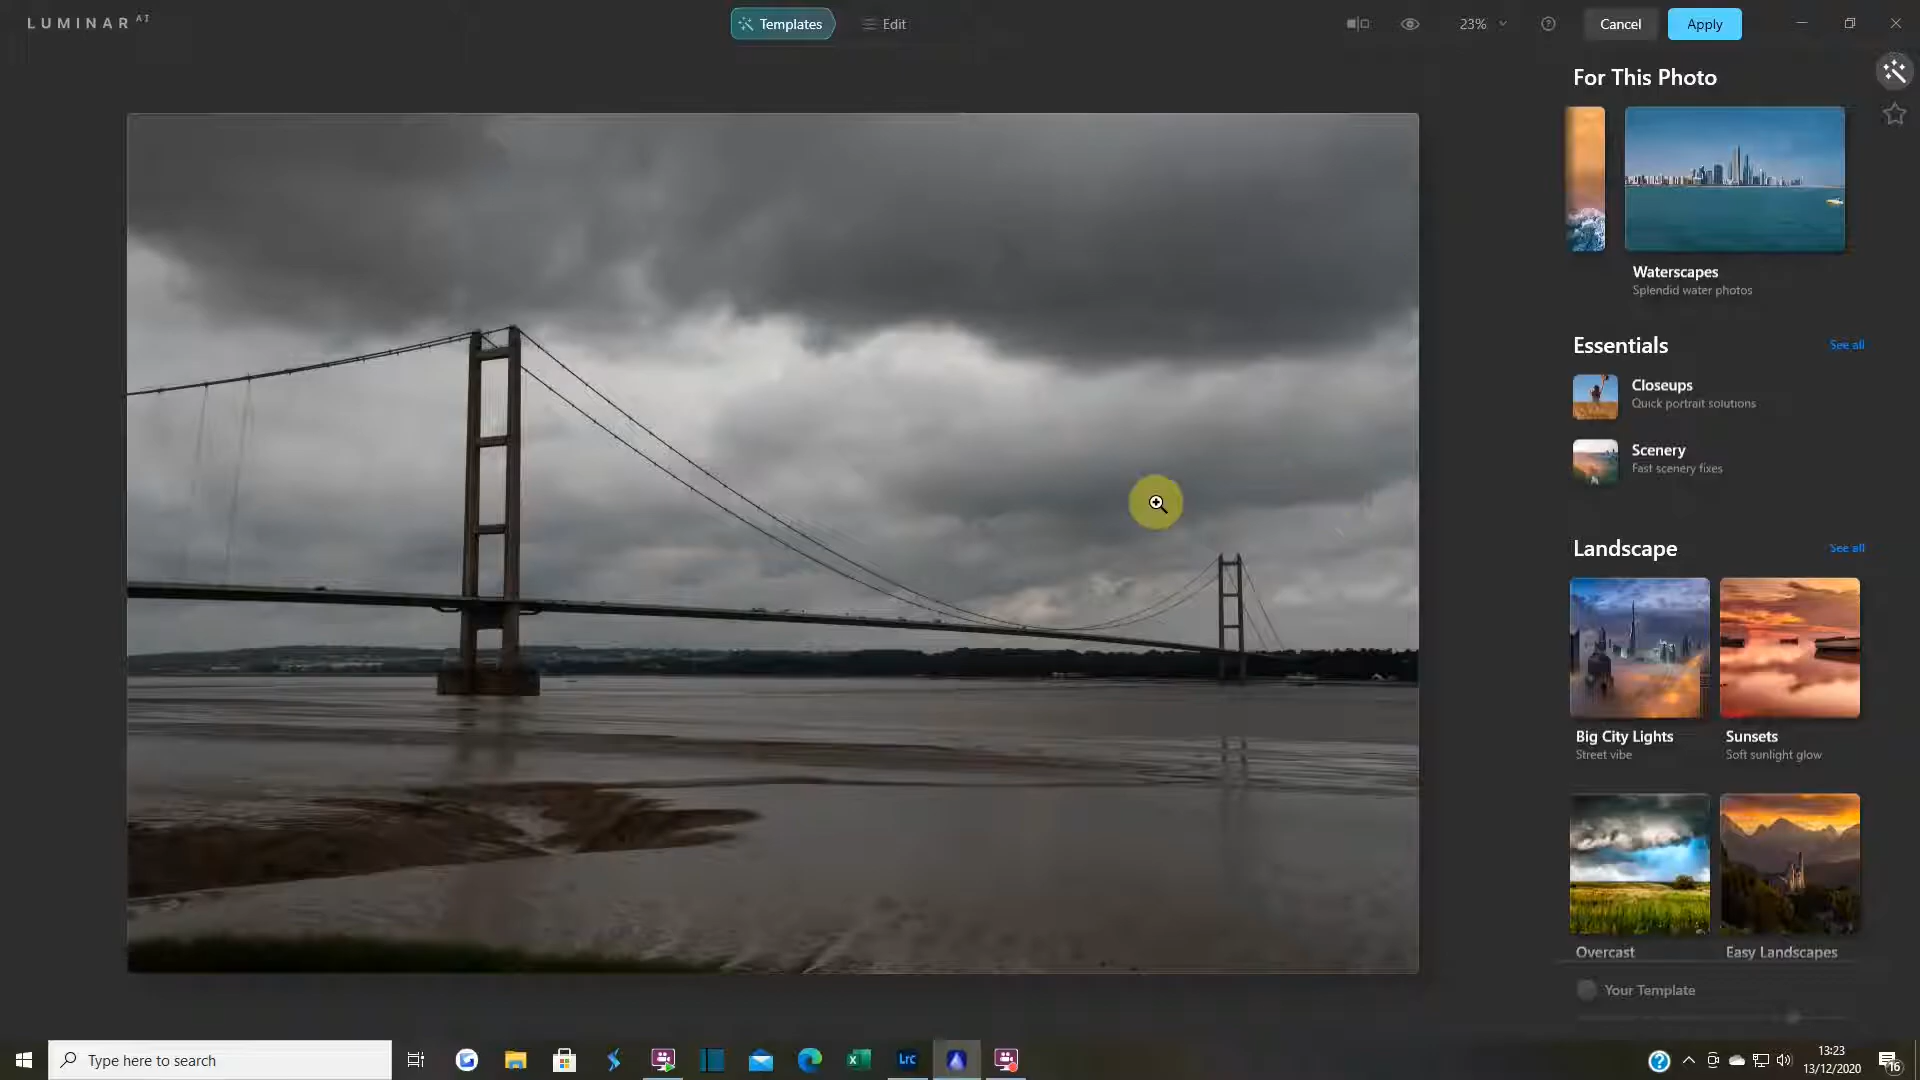 LUMINAR AI
Templates
Edit
23%
Cancel
Apply
For This Photo
Waterscapes
Splendid water photos
Essentials
See all
Closeups
Quick portrait solutions
Scenery
Fast scenery fixes
Landscape
See all
Big City Lights
Street vibe
Sunsets
Soft sunlight glow
Overcast
Easy Landscapes
Your Template
Type here to search
Lrc
13:23
13/12/2020
16